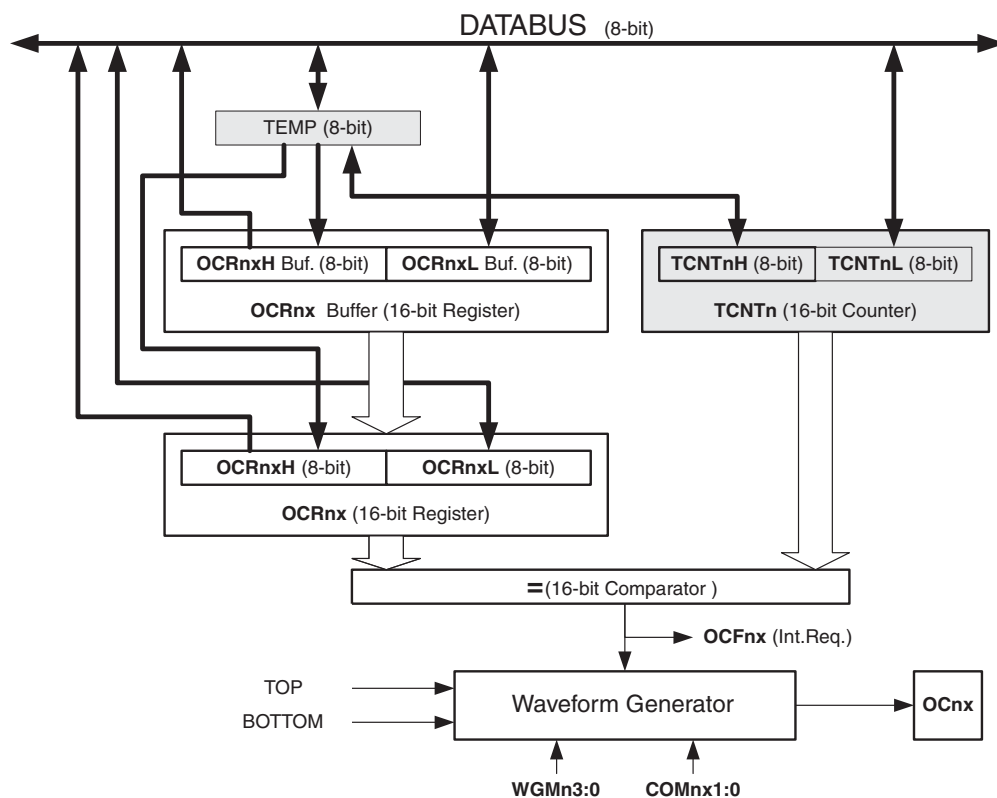 DATABUS (8-bit)
TEMP (8-bit)
OCRnxH Buf. (8-bit) OCRnxL Buf. (8-bit)
OCRnx Buffer (16-bit Register)
TCNTnH (8-bit) TCNTnL (8-bit)
TCNTn (16-bit Counter)
OCRnxH (8-bit) OCRnxL (8-bit)
OCRnx (16-bit Register)
= (16-bit Comparator )
OCFnx (Int.Req.)
TOP
BOTTOM
Waveform Generator
OCnx
WGMn3:0 COMnx1:0